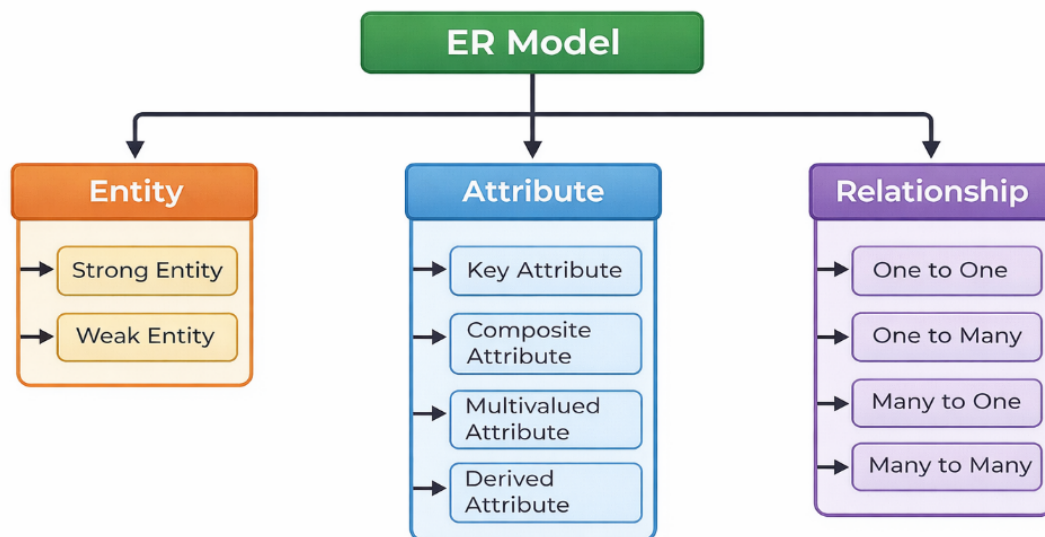 ER Model
Entity
Strong Entity
Weak Entity
Attribute
Key Attribute
Composite
Attribute
Multivalued
Attribute
Derived
Attribute
Relationship
One to One
One to Many
Many to One
Many to Many